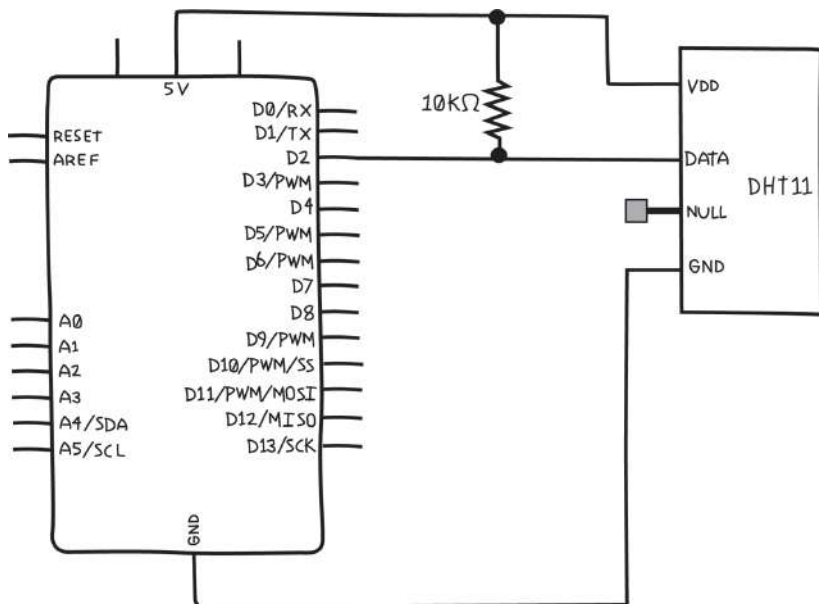 5V
RESET
AREF
A0
A1
A2
A3
A4/SDA
A5/SCL
D0/RX
D1/TX
D2
D3/PWM
D4
D5/PWM
D6/PWM
D7
D8
D9/PWM
D10/PWM/SS
D11/PWM/MOSI
D12/MISO
D13/SCK
GND
10kΩ
VDD
DATA
NULL
GND
DHT11